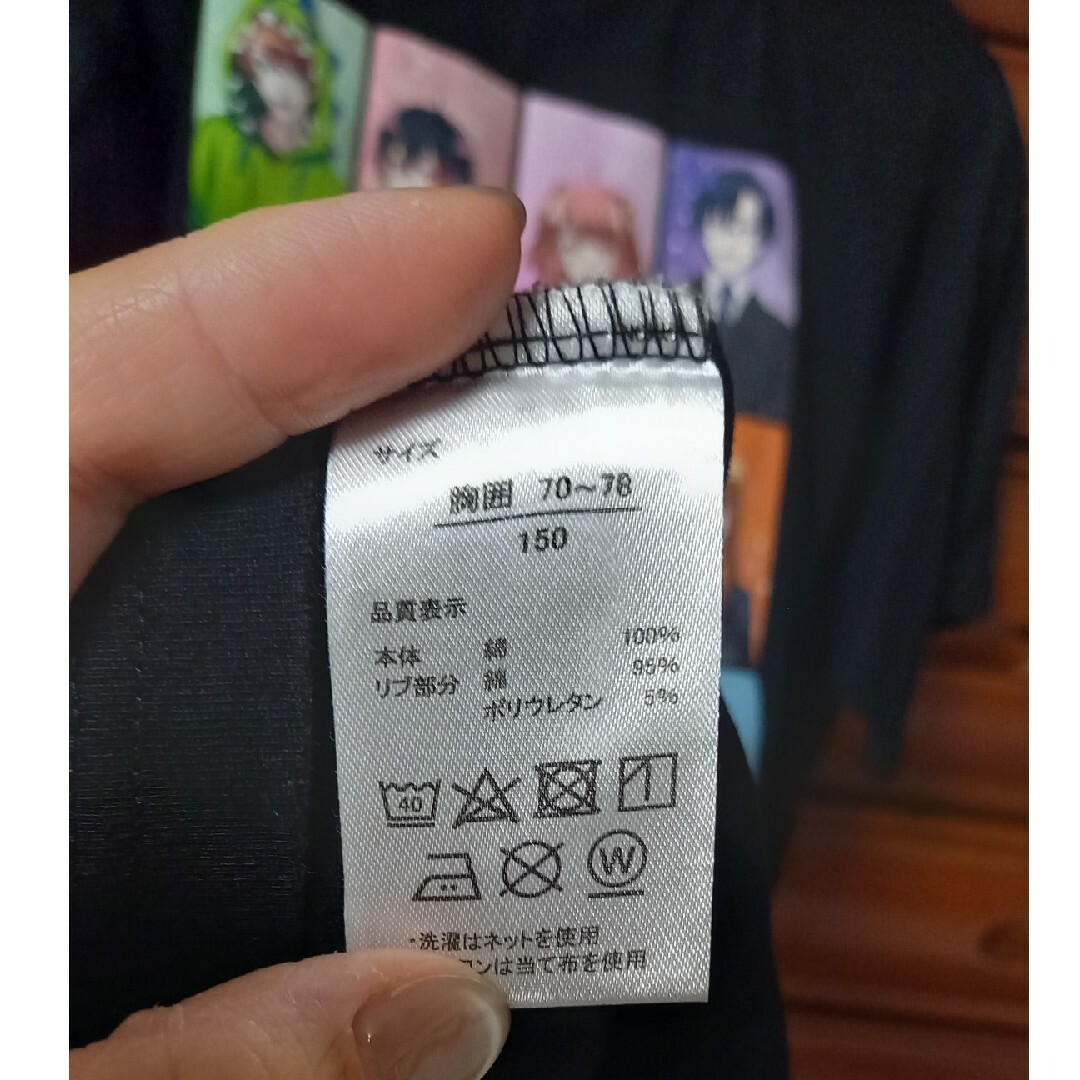 サイズ
胸囲 70～78
150
品質表示
本体 綿 100%
リブ部分 綿 95%
ポリウレタン 5%
40
W
*洗濯はネットを使用
ンは当て布を使用